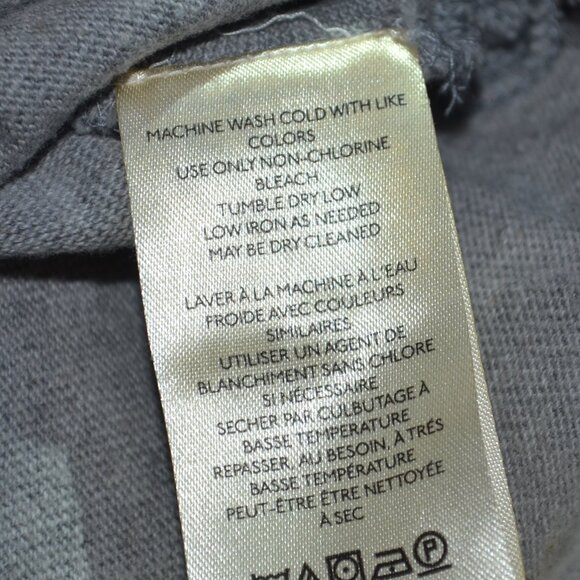 MACHINE WASH COLD WITH LIKE
COLORS
USE ONLY NON-CHLORINE
BLEACH
TUMBLE DRY LOW
LOW IRON AS NEEDED
MAY BE DRY CLEANED
LAVER À LA MACHINE À L'EAU
FROIDE AVEC COULEURS
SIMILAIRES
UTILISER UN AGENT DE
BLANCHIMENT SANS CHLORE
SI NÉCESSAIRE
SECHER PAR CULBUTAGE À
BASSE TEMPERATURE
REPASSER, AU BESOIN, À TRÉS
BASSE TEMPÉRATURE
PEUT-ÊTRE ÊTRE NETTOYÉE
À SEC
P